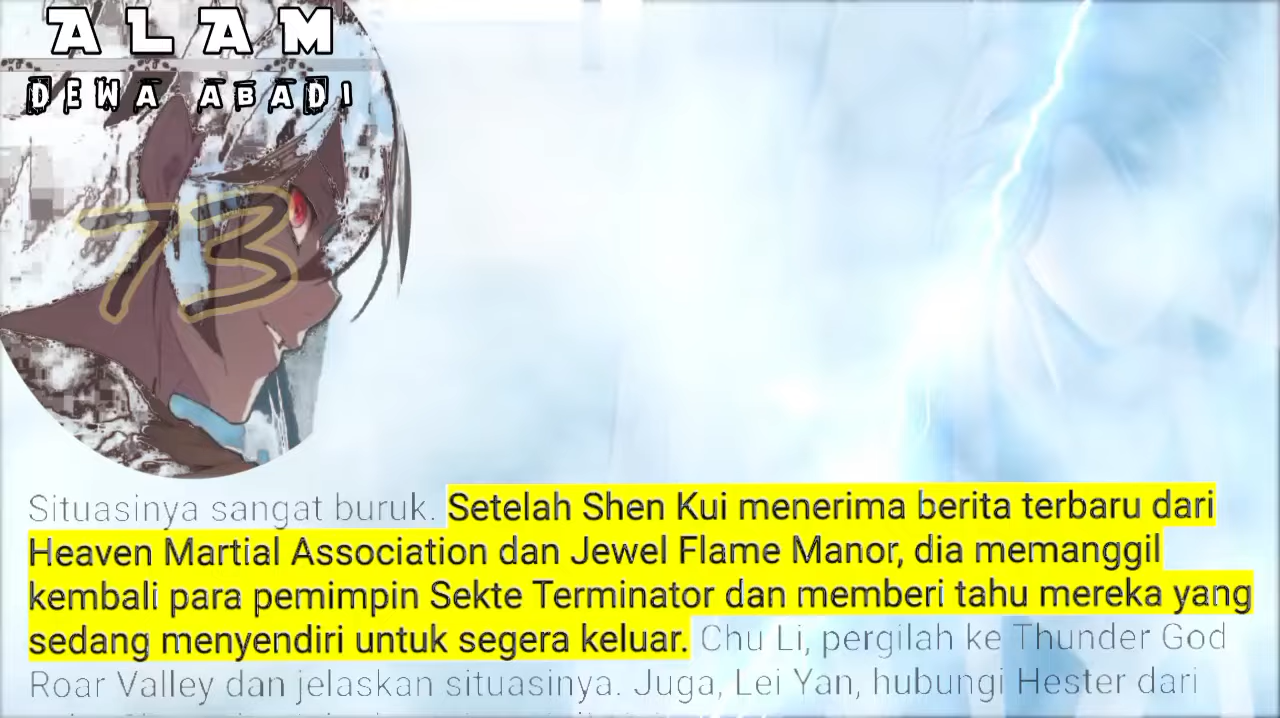 ALAM
DEWA ABADI
73
Situasinya sangat buruk. Setelah Shen Kui menerima berita terbaru dari
Heaven Martial Association dan Jewel Flame Manor, dia memanggil
kembali para pemimpin Sekte Terminator dan memberi tahu mereka yang
sedang menyendiri untuk segera keluar. Chu Li, pergilah ke Thunder God
Roar Valley dan jelaskan situasinya. Juga, Lei Yan, hubungi Hester dari